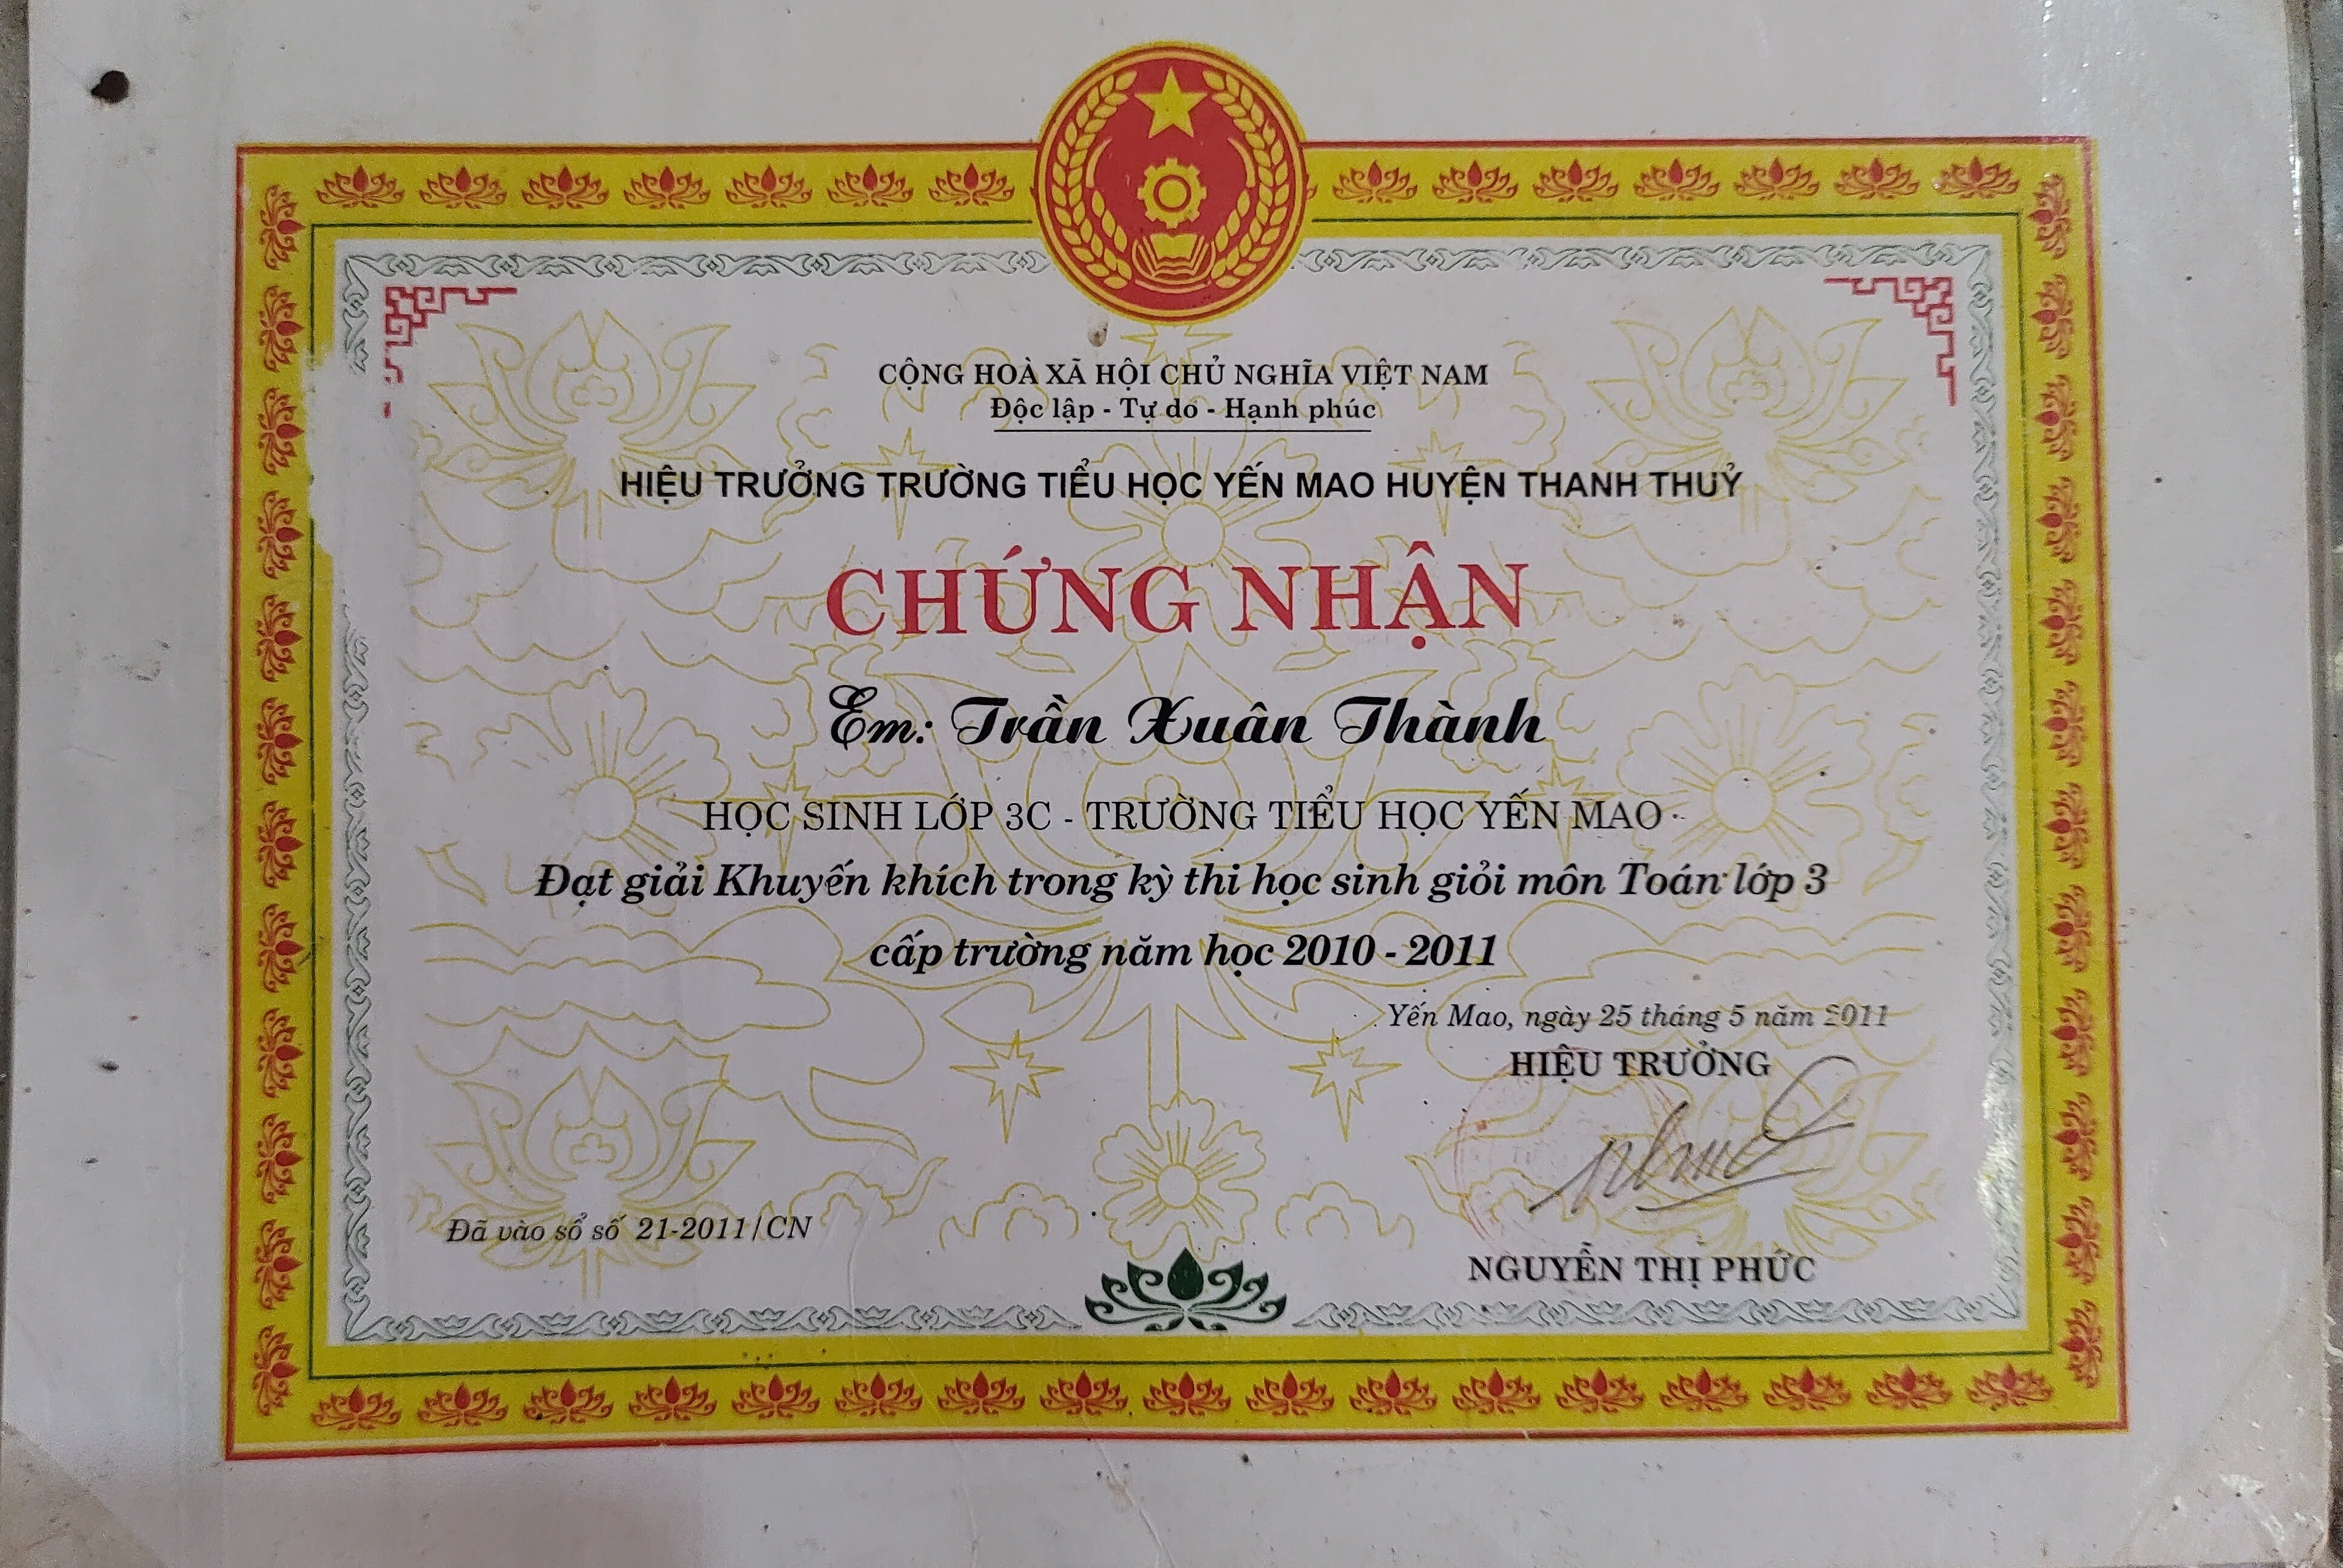 CỘNG HOÀ XÃ HỘI CHỦ NGHĨA VIỆT NAM
Độc lập - Tự do - Hạnh phúc
HIỆU TRƯỞNG TRƯỜNG TIỂU HỌC YẾN MAO HUYỆN THANH THUỶ
CHỨNG NHẬN
Em: Trần Xuân Thành
HỌC SINH LỚP 3C - TRƯỜNG TIỂU HỌC YẾN MAO
Đạt giải Khuyến khích trong kỳ thi học sinh giỏi môn Toán lớp 3
cấp trường năm học 2010 - 2011
Yến Mao, ngày 25 tháng 5 năm 2011
HIỆU TRƯỞNG
Đã vào sổ số 21-2011/CN
NGUYỄN THỊ PHÚC